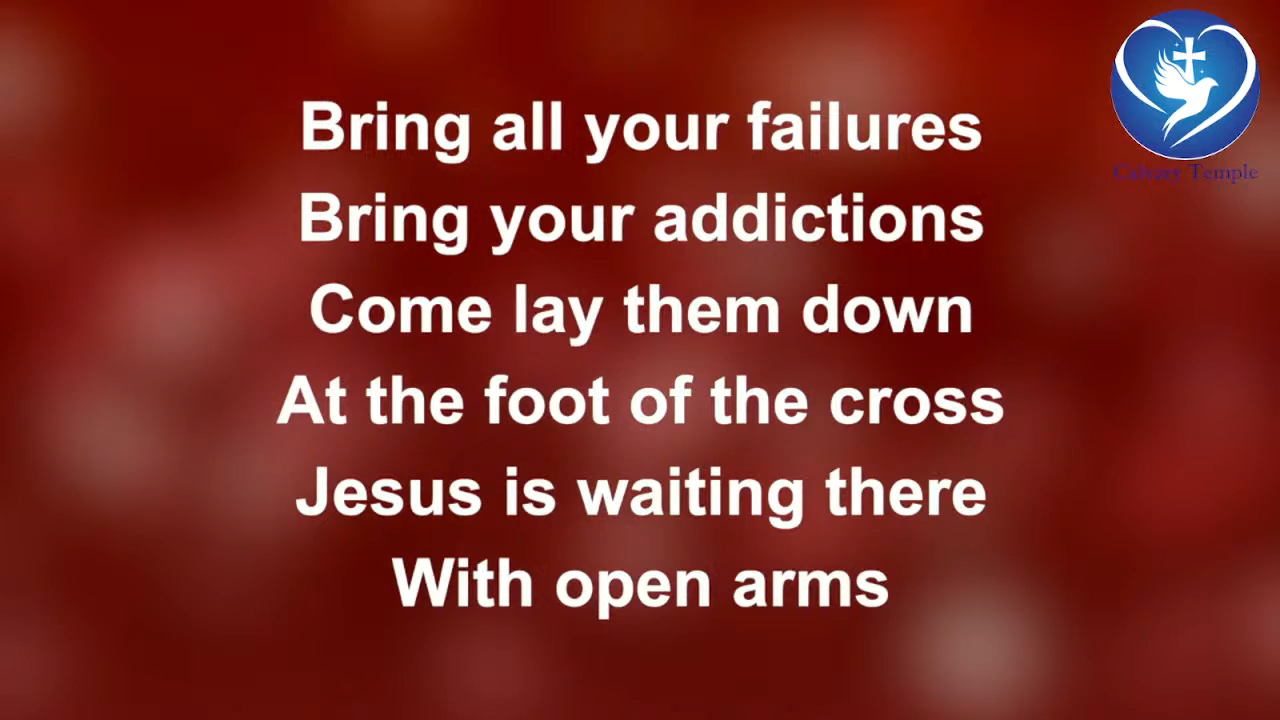 Bring all your failures
Bring your addictions
Come lay them down
At the foot of the cross
Jesus is waiting there
With open arms
Calvary Temple